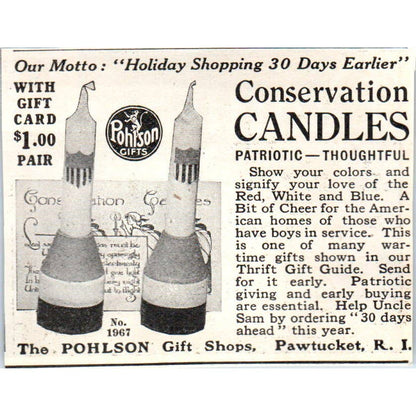 Our Motto: "Holiday Shopping 30 Days Earlier"
WITH
GIFT
CARD
$1.00
PAIR
Pohlson
GIFTS
Conservation
CANDLES
PATRIOTIC—THOUGHTFUL
Show your colors and
signify your love of the
Red, White and Blue. A
Bit of Cheer for the Amer-
ican homes of those who
have boys in service. This
is one of many war-
time gifts shown in our
Thrift Gift Guide. Send
for it early. Patriotic
giving and early buying
are essential. Help Uncle
Sam by ordering "30 days
ahead" this year.
No.
1967
The POHLSON Gift Shops, Pawtucket, R. I.